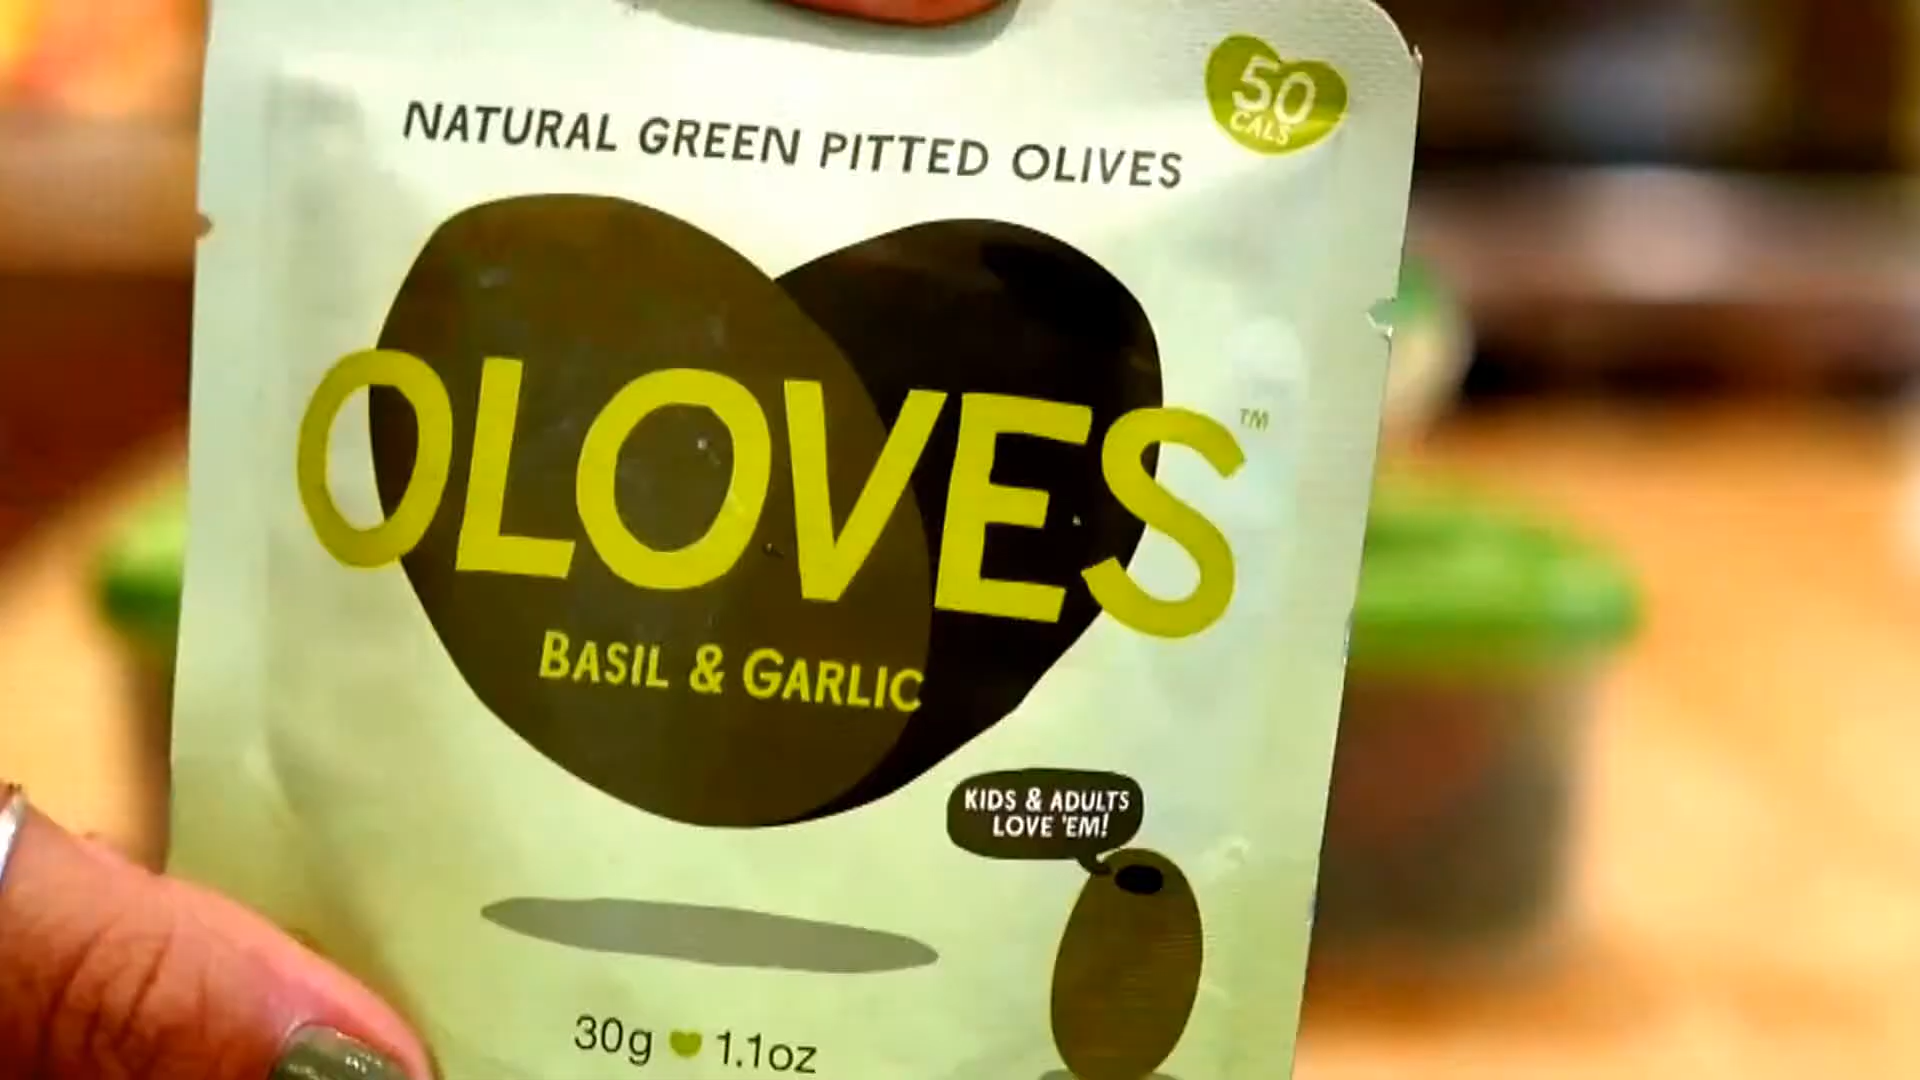 50
CALS
NATURAL GREEN PITTED OLIVES
OLOVES™
BASIL & GARLIC
KIDS & ADULTS
LOVE 'EM!
30g 1.1oz